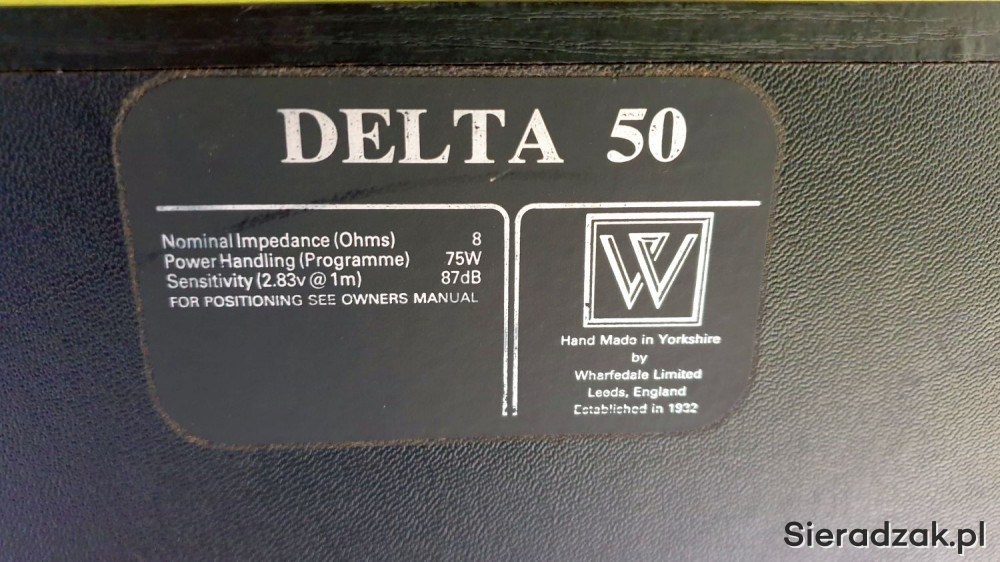 DELTA 50
Nominal Impedance (Ohms) 8
Power Handling (Programme) 75W
Sensitivity (2.83v @ 1m) 87dB
FOR POSITIONING SEE OWNERS MANUAL
W
Hand Made in Yorkshire
by
Wharfedale Limited
Leeds, England
Established in 1932
Sieradzak.pl